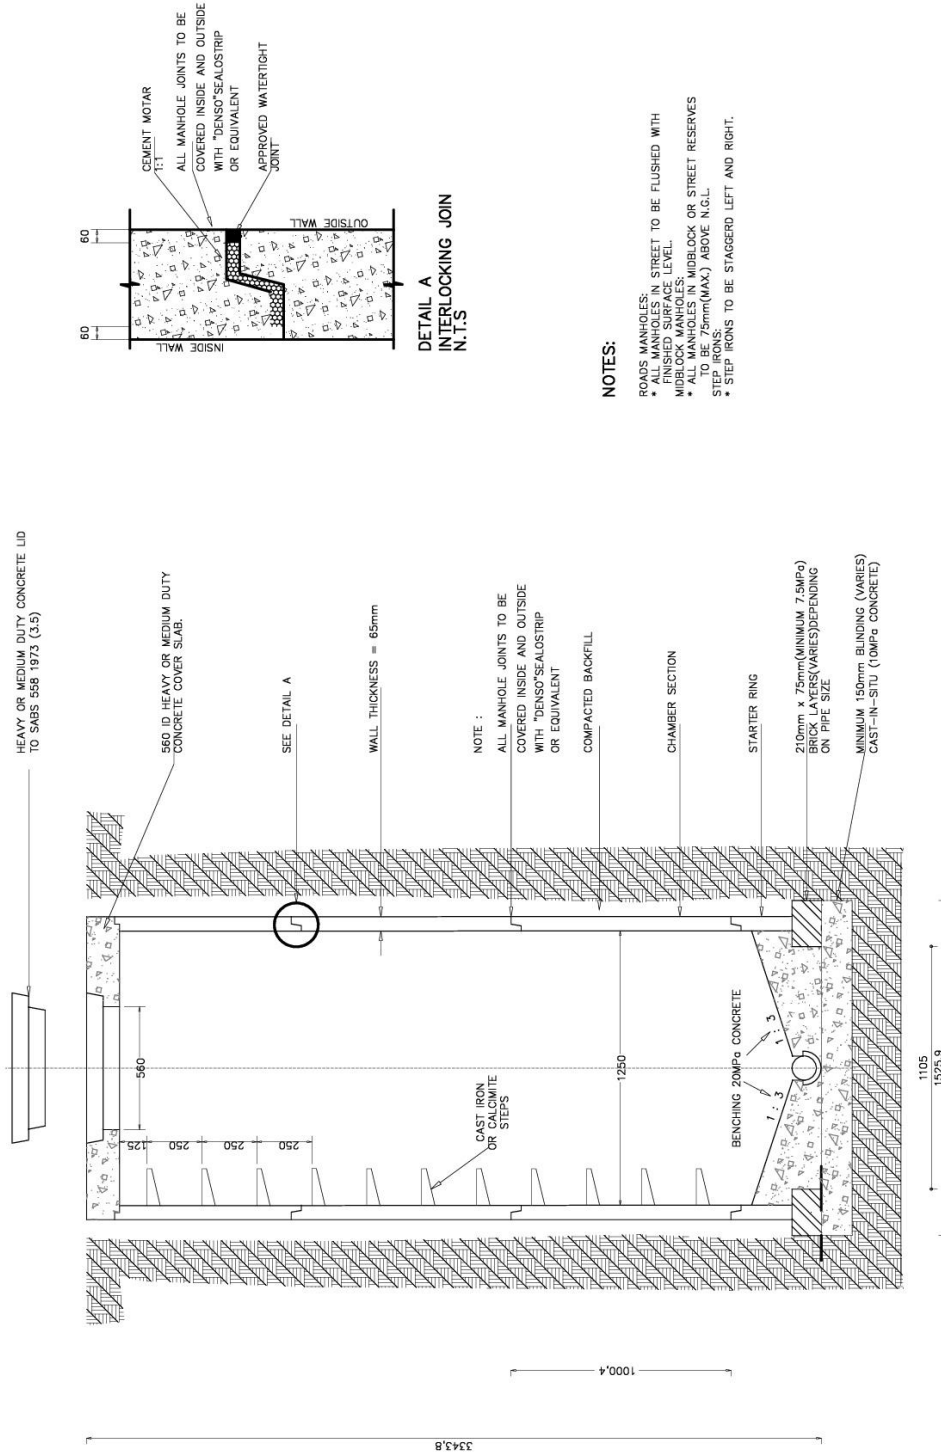 HEAVY OR MEDIUM DUTY CONCRETE LID
TO SABS 558 1973 (3.5)
560 ID HEAVY OR MEDIUM DUTY
CONCRETE COVER SLAB.
SEE DETAIL A
WALL THICKNESS = 65mm
NOTE :
ALL MANHOLE JOINTS TO BE
COVERED INSIDE AND OUTSIDE
WITH "DENSO"SEALOSTRIP
OR EQUIVALENT
COMPACTED BACKFILL
CHAMBER SECTION
STARTER RING
210mm x 75mm(MINIMUM 7.5MPa)
BRICK LAYERS(VARIES)DEPENDING
ON PIPE SIZE
MINIMUM 150mm BLINDING (VARIES)
CAST-IN-SITU (10MPa CONCRETE)
560
125
250
250
250
CAST IRON
OR CALCIMITE
STEPS
1250
BENCHING 20MPa CONCRETE
1 : 3
1 : 3
1105
1525,9
1000,4
3343,8
60
60
INSIDE WALL
OUTSIDE WALL
CEMENT MOTAR
1:1
ALL MANHOLE JOINTS TO BE
COVERED INSIDE AND OUTSIDE
WITH "DENSO"SEALOSTRIP
OR EQUIVALENT
APPROVED WATERTIGHT
JOINT
DETAIL A
INTERLOCKING JOIN
N.T.S
NOTES:
ROADS MANHOLES:
* ALL MANHOLES IN STREET TO BE FLUSHED WITH
FINISHED SURFACE LEVEL.
MIDBLOCK MANHOLES:
* ALL MANHOLES IN MIDBLOCK OR STREET RESERVES
TO BE 75mm(MAX.) ABOVE N.G.L.
STEP IRONS:
* STEP IRONS TO BE STAGGERD LEFT AND RIGHT.